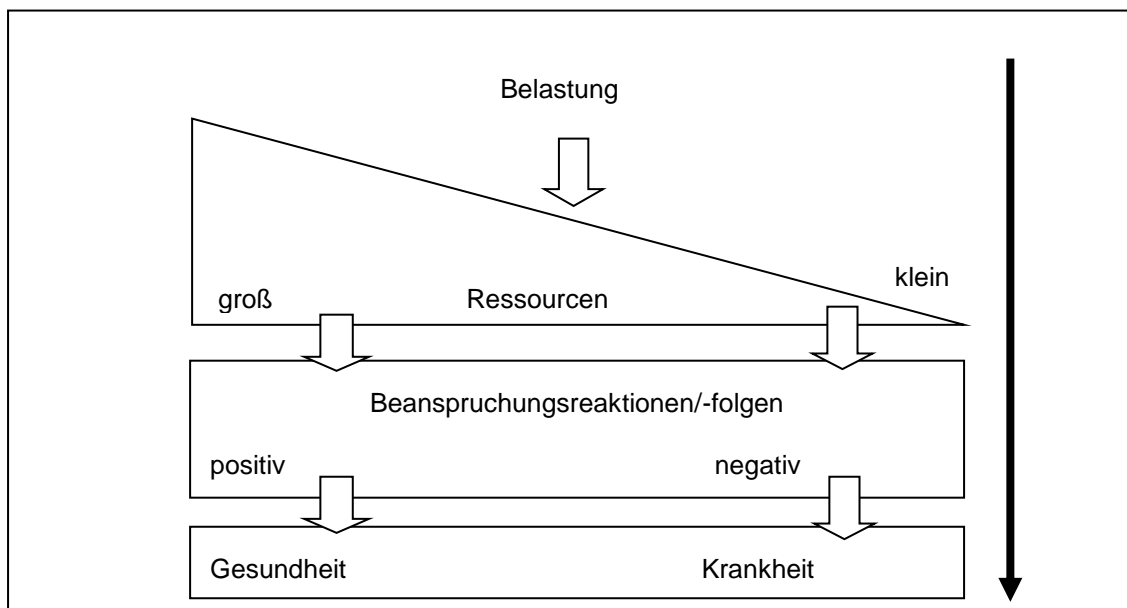 Belastung
klein
groß Ressourcen
Beanspruchungsreaktionen/-folgen
positiv negativ
Gesundheit Krankheit